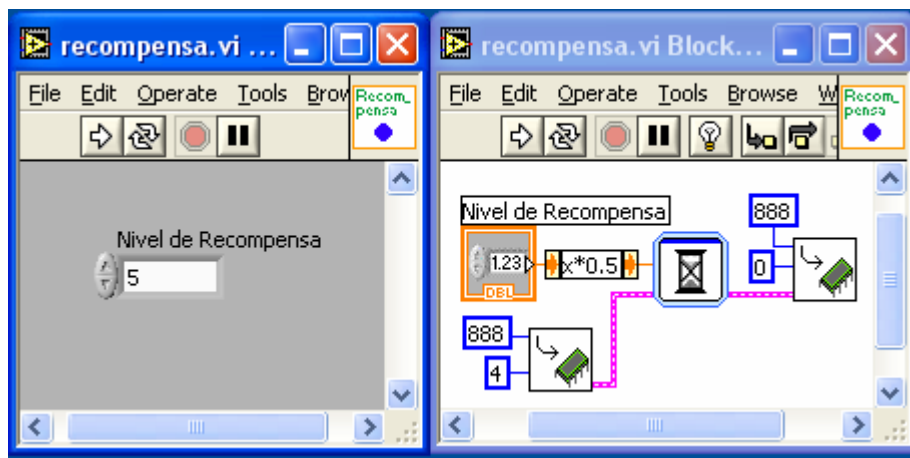 recompensa.vi ...
File Edit Operate Tools Brow
Recom_
pensa
Nivel de Recompensa
5
recompensa.vi Block...
File Edit Operate Tools Browse W
Recom_
pensa
Nivel de Recompensa
888
1.23
x*0.5
0
DBL
888
4